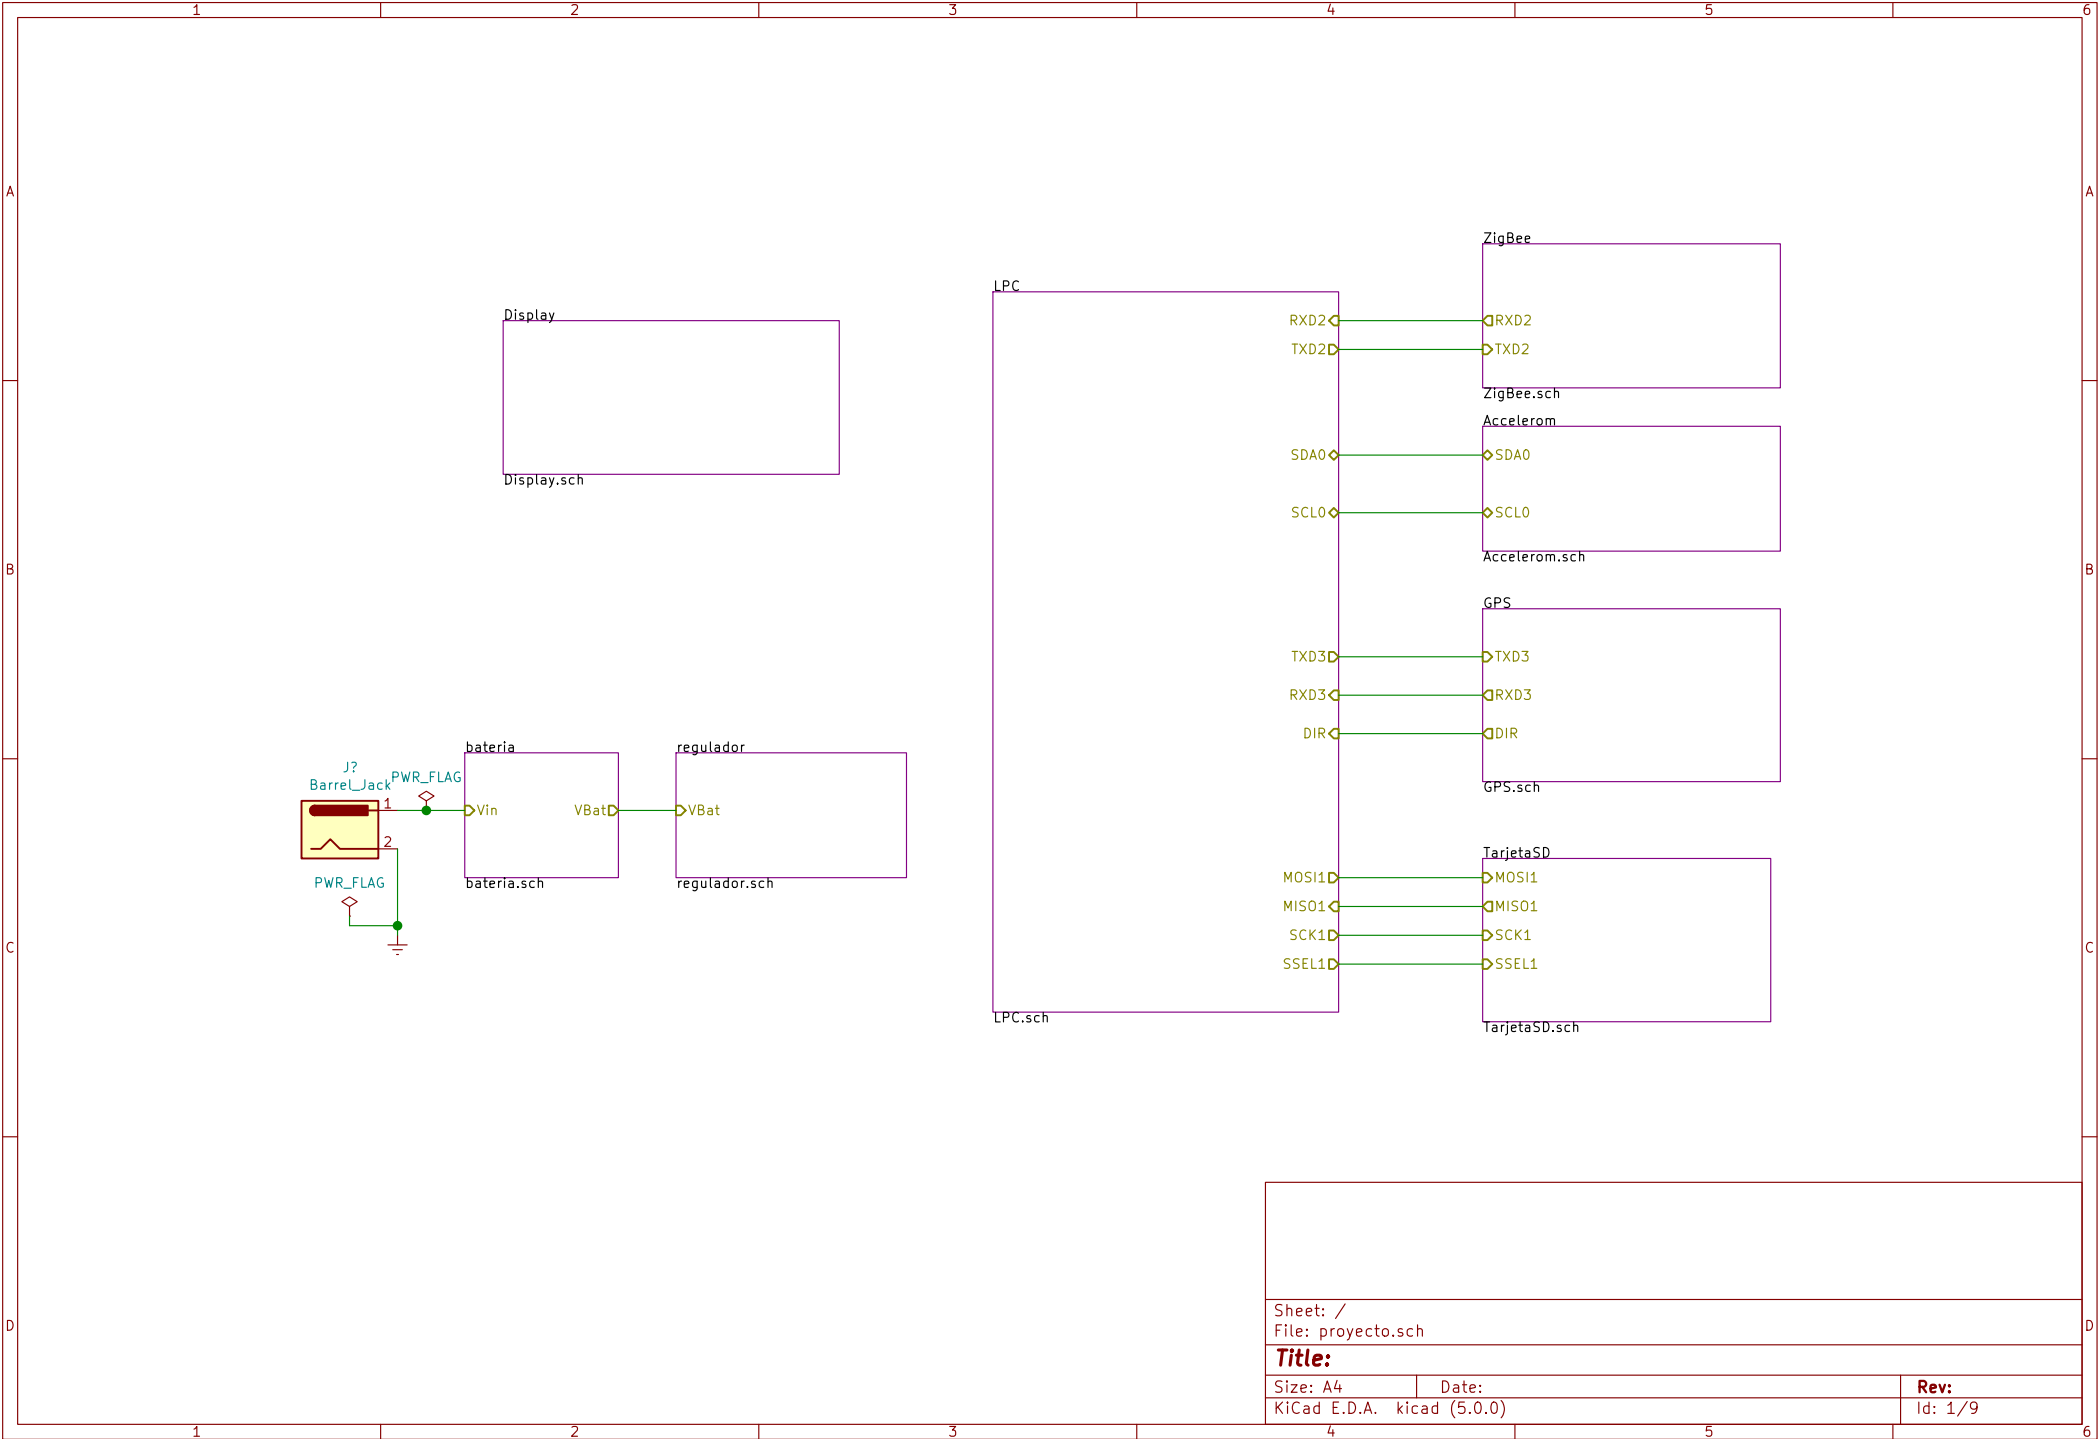 1 2 3 4 5 6
A A
B B
C C
D D
ZigBee
RXD2
TXD2
ZigBee.sch
LPC
RXD2
TXD2
SDA0
SCL0
TXD3
RXD3
DIR
MOSI1
MISO1
SCK1
SSEL1
LPC.sch
Display
Display.sch
Accelerom
SDA0
SCL0
Accelerom.sch
GPS
TXD3
RXD3
DIR
GPS.sch
bateria
Vin
VBat
bateria.sch
regulador
VBat
regulador.sch
J?
Barrel_Jack
1
2
PWR_FLAG
PWR_FLAG
TarjetaSD
MOSI1
MISO1
SCK1
SSEL1
TarjetaSD.sch
Sheet: /
File: proyecto.sch
Title:
Size: A4 Date: Rev:
KiCad E.D.A. kicad (5.0.0) Id: 1/9
1 2 3 4 5 6